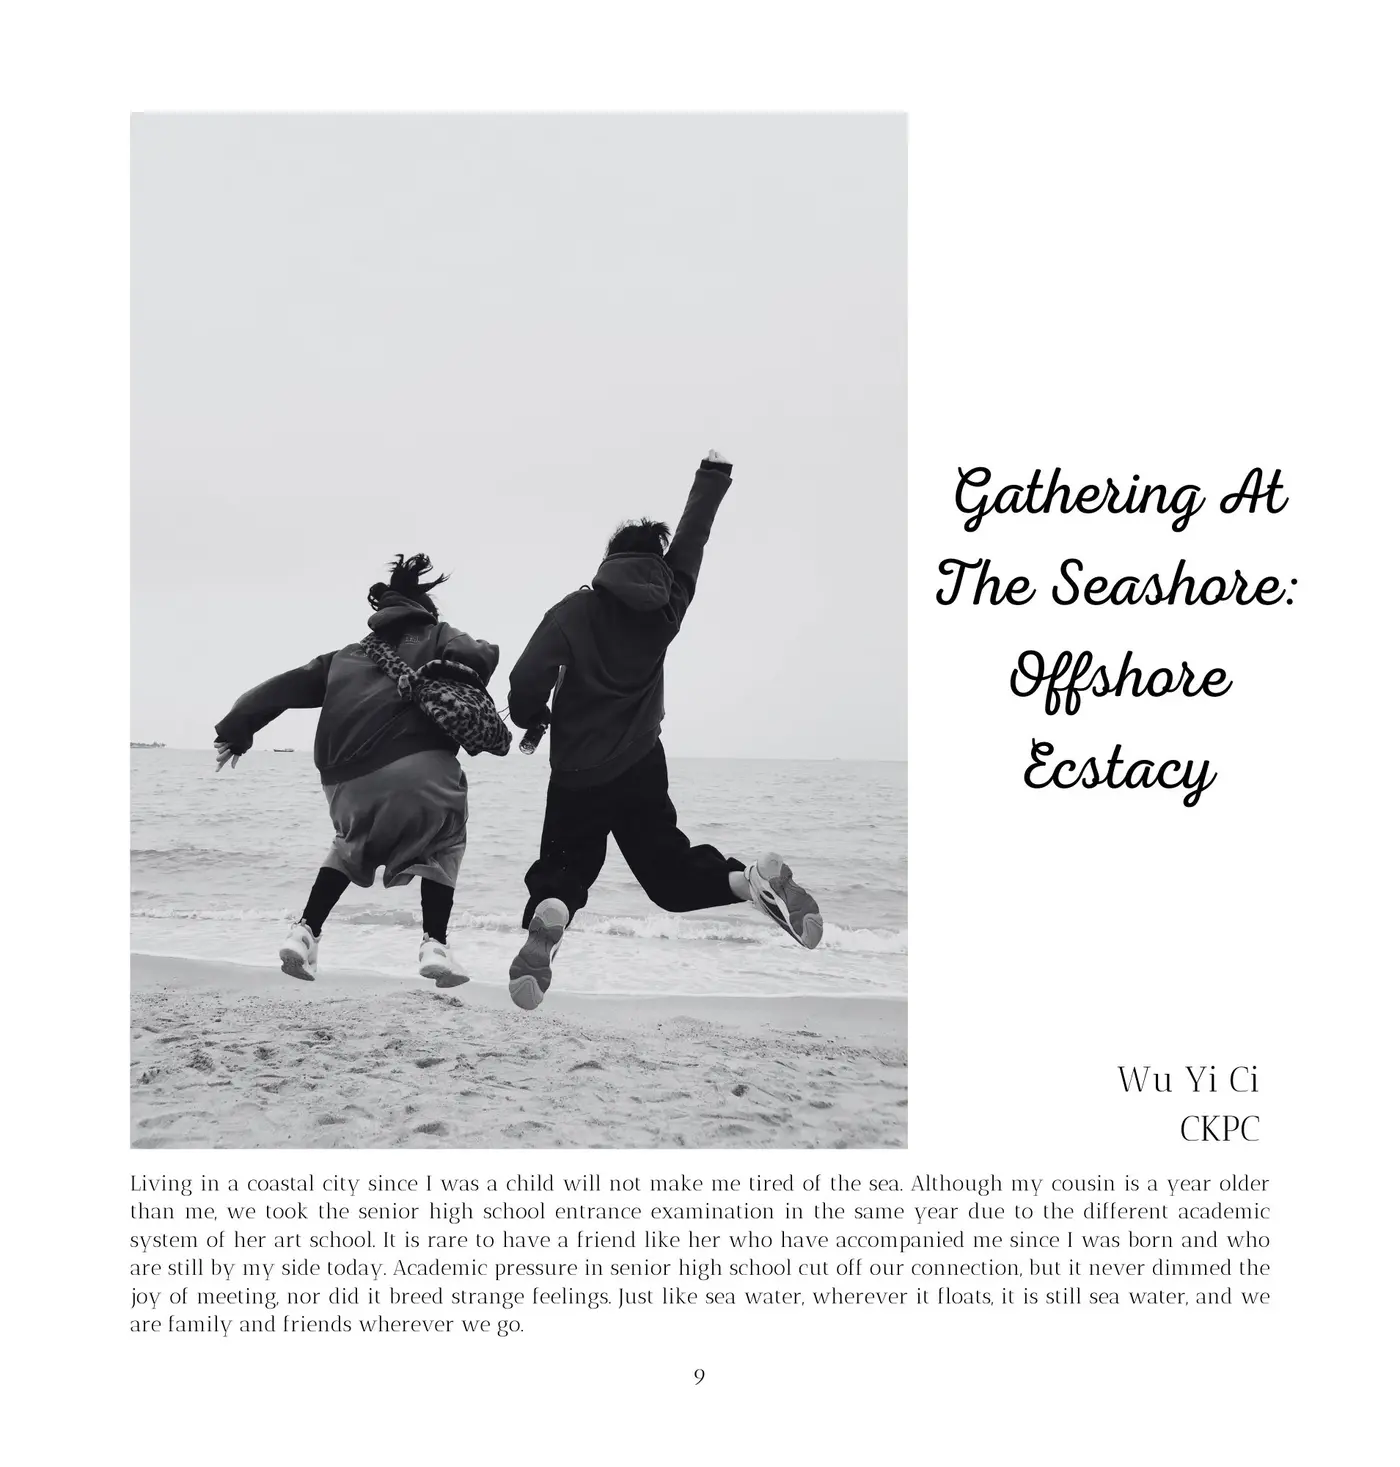 Gathering At
The Seashore:
Offshore
Ecstacy
Wu Yi Ci
CKPC
Living in a coastal city since I was a child will not make me tired of the sea. Although my cousin is a year older
than me, we took the senior high school entrance examination in the same year due to the different academic
system of her art school. It is rare to have a friend like her who have accompanied me since I was born and who
are still by my side today. Academic pressure in senior high school cut off our connection, but it never dimmed the
joy of meeting, nor did it breed strange feelings. Just like sea water, wherever it floats, it is still sea water, and we
are family and friends wherever we go.
9